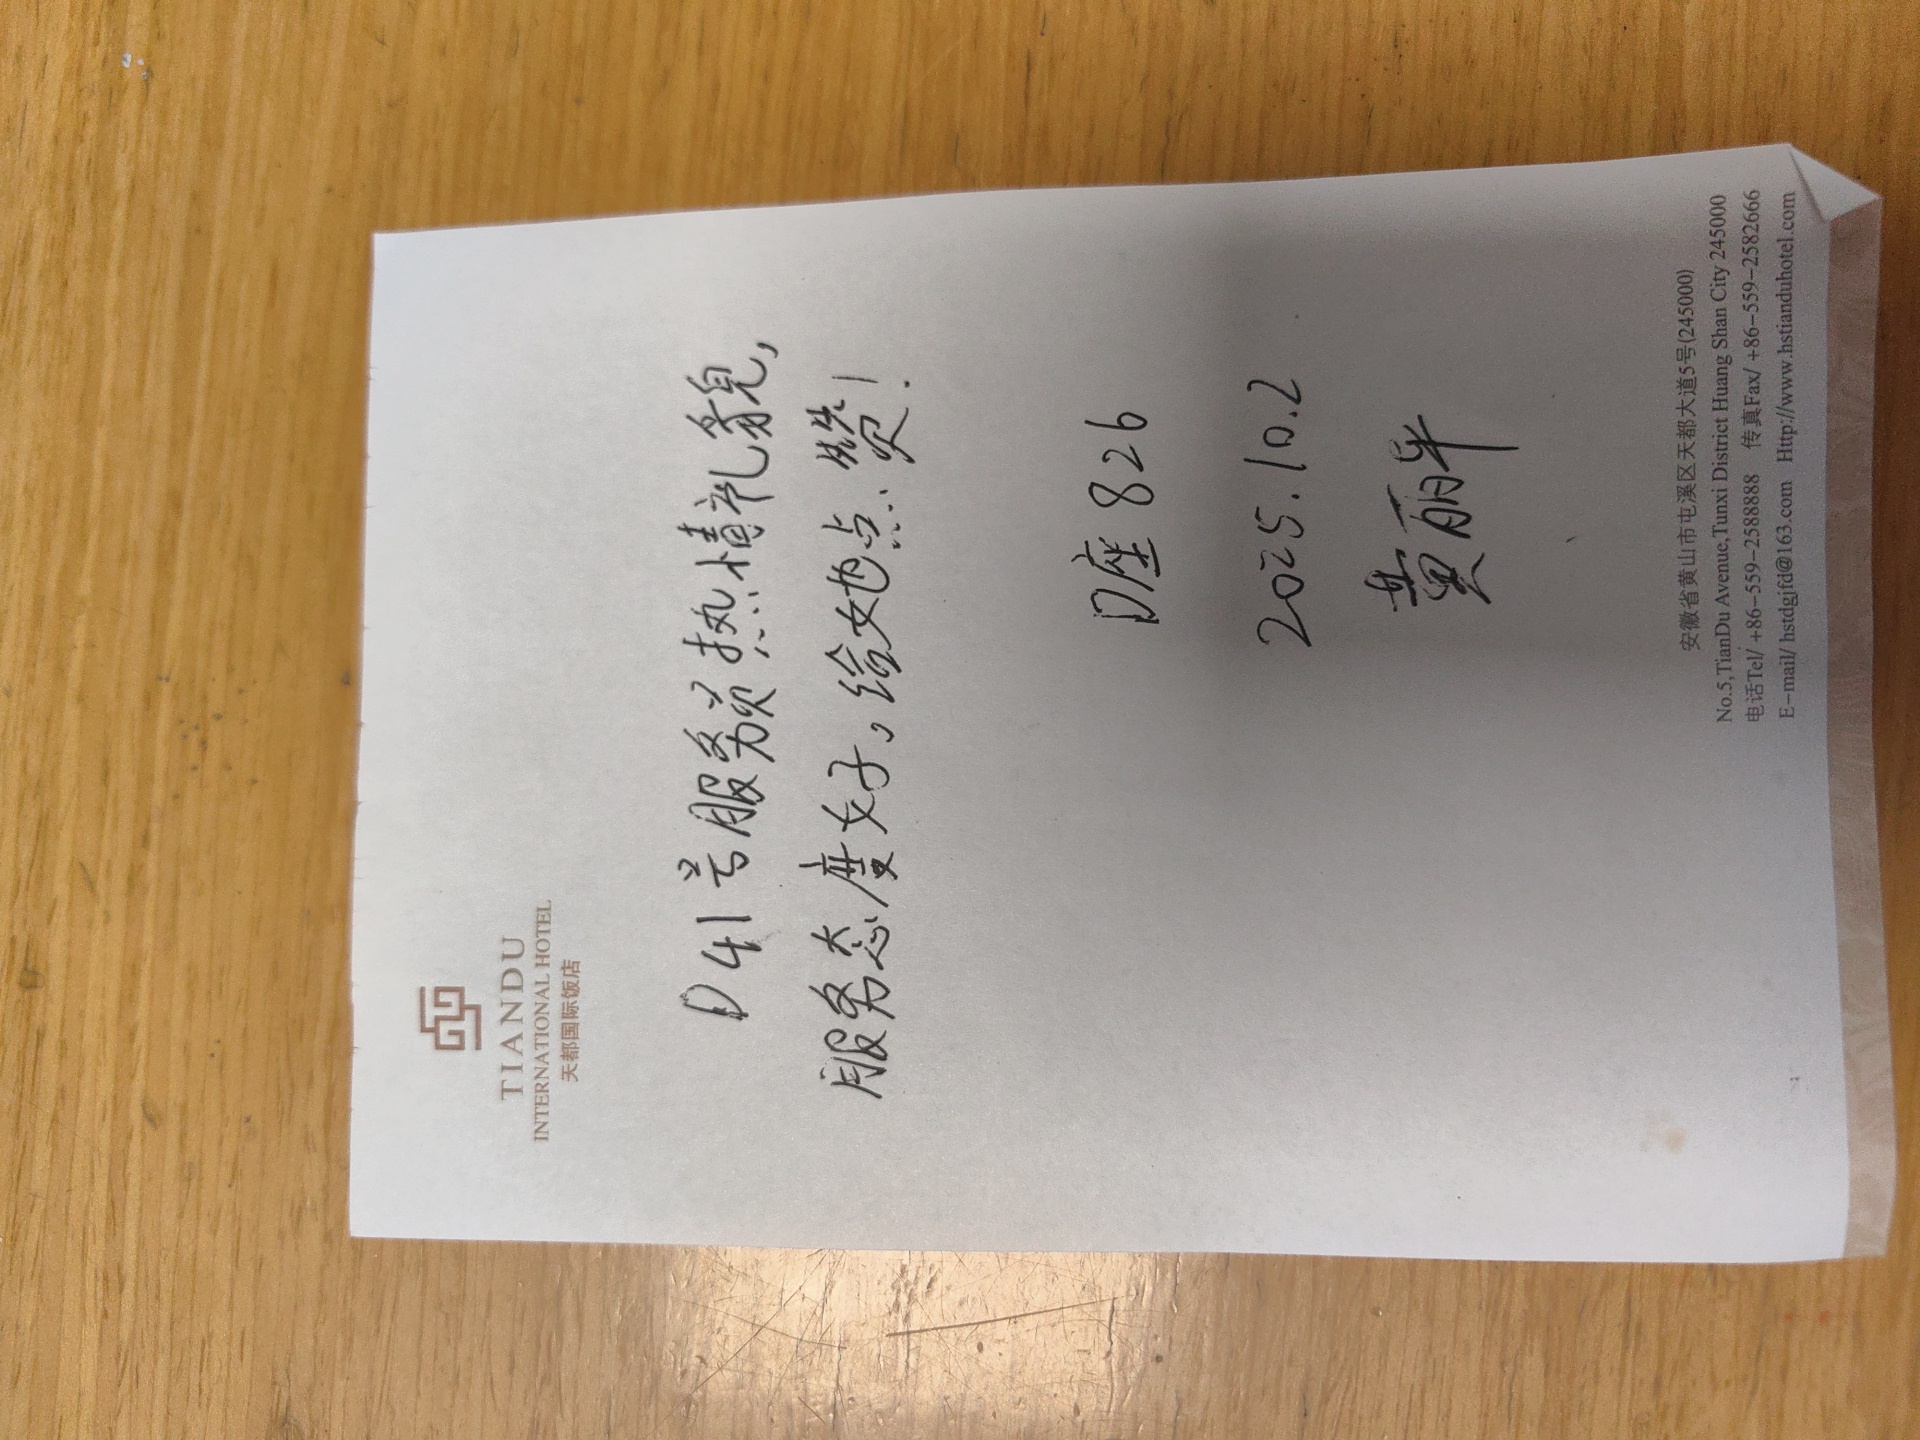 TIANDU
INTERNATIONAL HOTEL
天都国际饭店
D41号服务员热情礼貌,
服务态度好。给她点赞!
D座826
2025.10.2
黄丽华
安徽省黄山市屯溪区天都大道5号(245000)
No.5,TianDu Avenue,Tunxi District Huang Shan City 245000
电话Tel/ +86-559-2588888 传真Fax/ +86-559-2582666
E-mail/ hstdgjfd@163.com Http://www.hstianduhotel.com